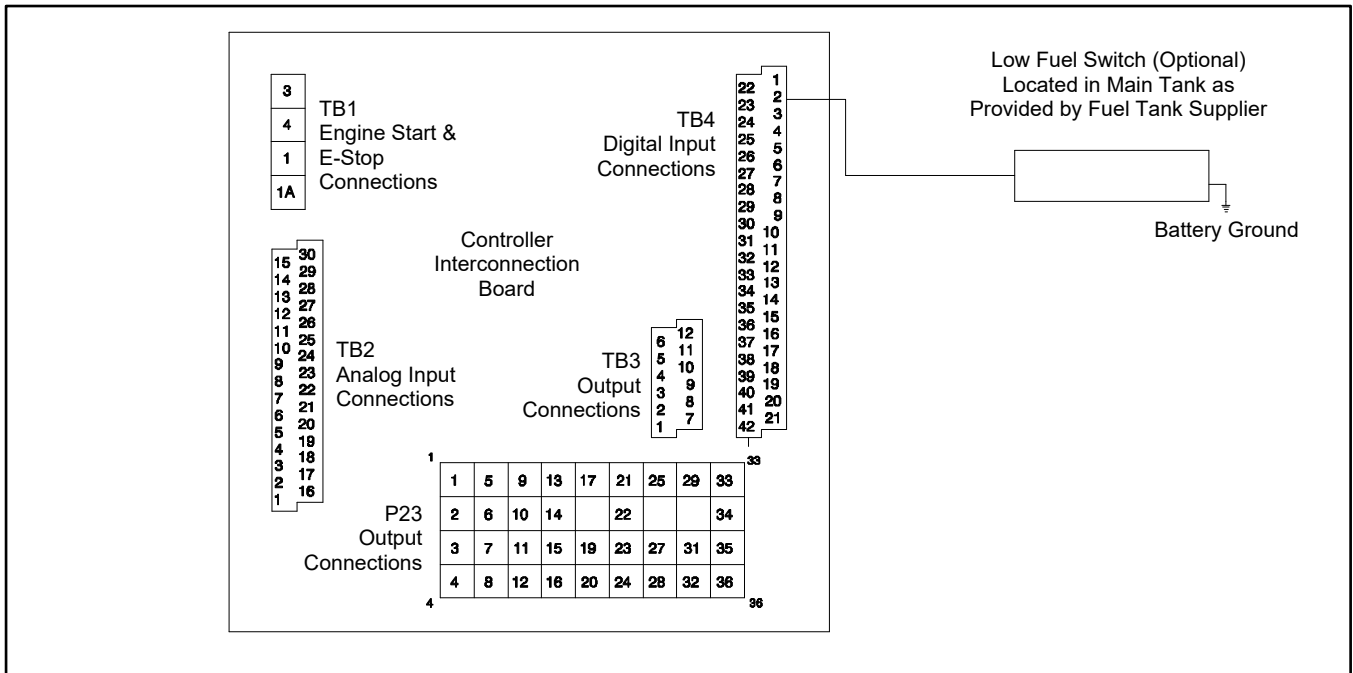 3
4
1
1A
TB1
Engine Start &
E-Stop
Connections
TB4
Digital Input
Connections
22 1
23 2
24 3
25 4
26 5
27 6
28 7
29 8
30 9
31 10
32 11
33 12
34 13
35 14
36 15
37 16
38 17
39 18
40 19
41 20
42 21
Low Fuel Switch (Optional)
Located in Main Tank as
Provided by Fuel Tank Supplier
Battery Ground
Controller
Interconnection
Board
15 30
14 29
13 28
12 27
11 26
10 25
9 24
8 23
7 22
6 21
5 20
4 19
3 18
2 17
1 16
TB2
Analog Input
Connections
TB3
Output
Connections
6 12
5 11
4 10
3 9
2 8
1 7
P23
Output
Connections
1 33
1 5 9 13 17 21 25 29 33
2 6 10 14 22 34
3 7 11 15 19 23 27 31 35
4 8 12 16 20 24 28 32 36
4 36